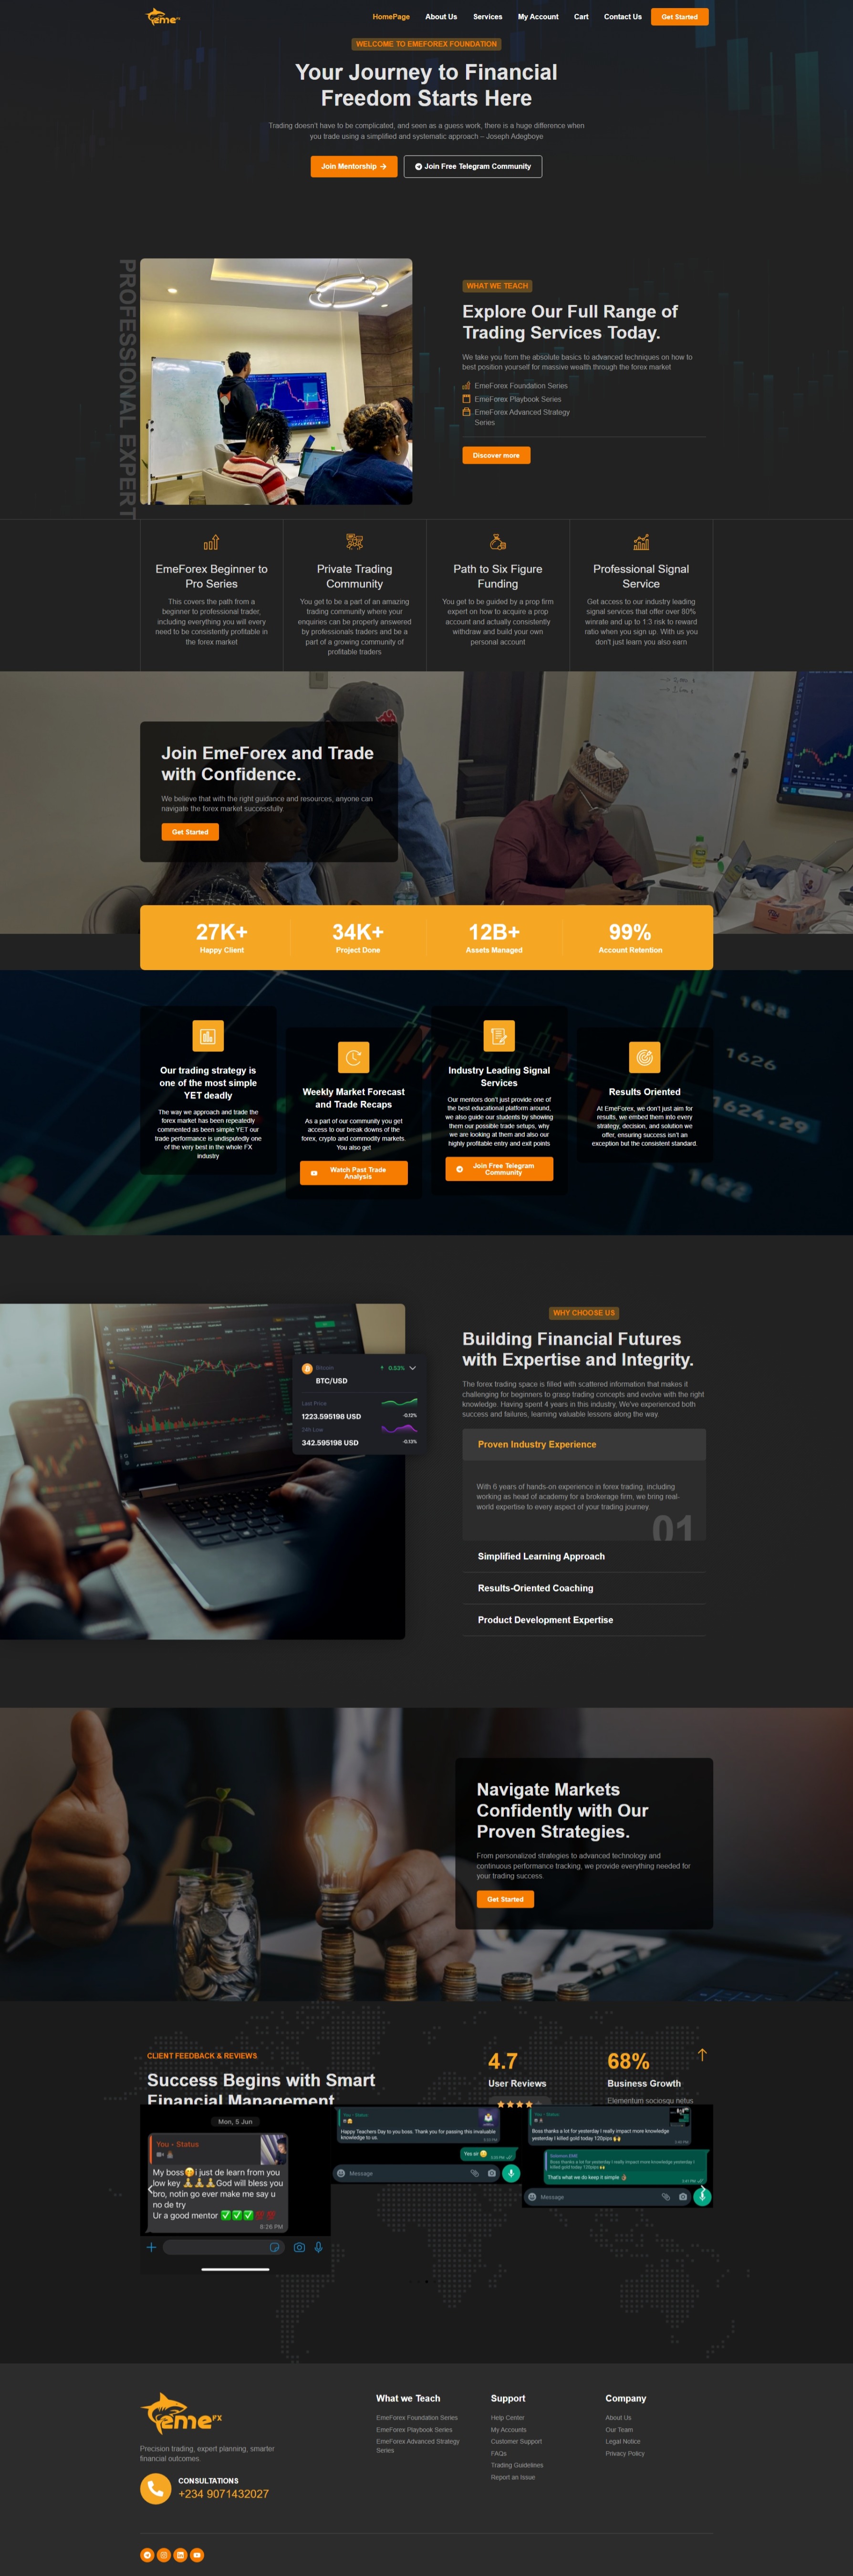 eme FX
HomePage
About Us
Services
My Account
Cart
Contact Us
Get Started
WELCOME TO EMEFOREX FOUNDATION
Your Journey to Financial
Freedom Starts Here
Trading doesn't have to be complicated, and seen as a guess work, there is a huge difference when
you trade using a simplified and systematic approach – Joseph Adegboye
Join Mentorship
Join Free Telegram Community
PROFESSIONAL EXPERT
WHAT WE TEACH
Explore Our Full Range of
Trading Services Today.
We take you from the absolute basics to advanced techniques on how to
best position yourself for massive wealth through the forex market
EmeForex Foundation Series
EmeForex Playbook Series
EmeForex Advanced Strategy
Series
Discover more
EmeForex Beginner to
Pro Series
This covers the path from a
beginner to professional trader,
including everything you will every
need to be consistently profitable in
the forex market
Private Trading
Community
You get to be a part of an amazing
trading community where your
enquiries can be properly answered
by professionals traders and be a
part of a growing community of
profitable traders
Path to Six Figure
Funding
You get to be guided by a prop firm
expert on how to acquire a prop
account and actually consistently
withdraw and build your own
personal account
Professional Signal
Service
Get access to our industry leading
signal services that offer over 80%
winrate and up to 1:3 risk to reward
ratio when you sign up. With us you
don't just learn you also earn
Join EmeForex and Trade
with Confidence.
We believe that with the right guidance and resources, anyone can
navigate the forex market successfully.
Get Started
27K+
Happy Client
34K+
Project Done
12B+
Assets Managed
99%
Account Retention
1628
1626
1624.29
1622
Our trading strategy is
one of the most simple
YET deadly
The way we approach and trade the
forex market has been repeatedly
commented as been simple YET our
trade performance is undisputedly one
of the very best in the whole FX
industry
Weekly Market Forecast
and Trade Recaps
As a part of our community you get
access to our break downs of the
forex, crypto and commodity markets.
You also get
Watch Past Trade
Analysis
Industry Leading Signal
Services
Our mentors don't just provide one of
the best educational platform around,
we also guide our students by showing
them our possible trade setups, why
we are looking at them and also our
highly profitable entry and exit points
Join Free Telegram
Community
Results Oriented
At EmeForex, we don't just aim for
results, we embed them into every
strategy, decision, and solution we
offer, ensuring success isn't an
exception but the consistent standard.
Bitcoin
0.53%
BTC/USD
Last Price
1223.595198 USD
-0.12%
24h Low
342.595198 USD
-0.13%
WHY CHOOSE US
Building Financial Futures
with Expertise and Integrity.
The forex trading space is filled with scattered information that makes it
challenging for beginners to grasp trading concepts and evolve with the right
knowledge. Having spent 4 years in this industry, We've experienced both
success and failures, learning valuable lessons along the way.
Proven Industry Experience
With 6 years of hands-on experience in forex trading, including
working as head of academy for a brokerage firm, we bring real-
world expertise to every aspect of your trading journey.
01
Simplified Learning Approach
Results-Oriented Coaching
Product Development Expertise
Navigate Markets
Confidently with Our
Proven Strategies.
From personalized strategies to advanced technology and
continuous performance tracking, we provide everything needed for
your trading success.
Get Started
CLIENT FEEDBACK & REVIEWS
Success Begins with Smart
Financial Management
4.7
User Reviews
68%
Business Growth
Elementum sociosqu netus
Mon, 5 Jun
You • Status
My boss🥰i just de learn from you
low key 🙏🙏🙏God will bless you
bro, notin go ever make me say u
no de try
Ur a good mentor ✅✅✅💯💯
8:26 PM
You • Status
Happy Teachers Day to you boss. Thank you for passing this invaluable
knowledge to us
Yes sir
Message
You • Status
Boss thanks a lot for yesterday I really impact more knowledge
yesterday I killed gold today 120pips 🙌
Boss thanks a lot for yesterday I really impact more knowledge yesterday I
killed gold today 120pips 🙌
That's what we do keep it simple
Message
eme FX
Precision trading, expert planning, smarter
financial outcomes.
CONSULTATIONS
+234 9071432027
What we Teach
EmeForex Foundation Series
EmeForex Playbook Series
EmeForex Advanced Strategy
Series
Support
Help Center
My Accounts
Customer Support
FAQs
Trading Guidelines
Report an Issue
Company
About Us
Our Team
Legal Notice
Privacy Policy